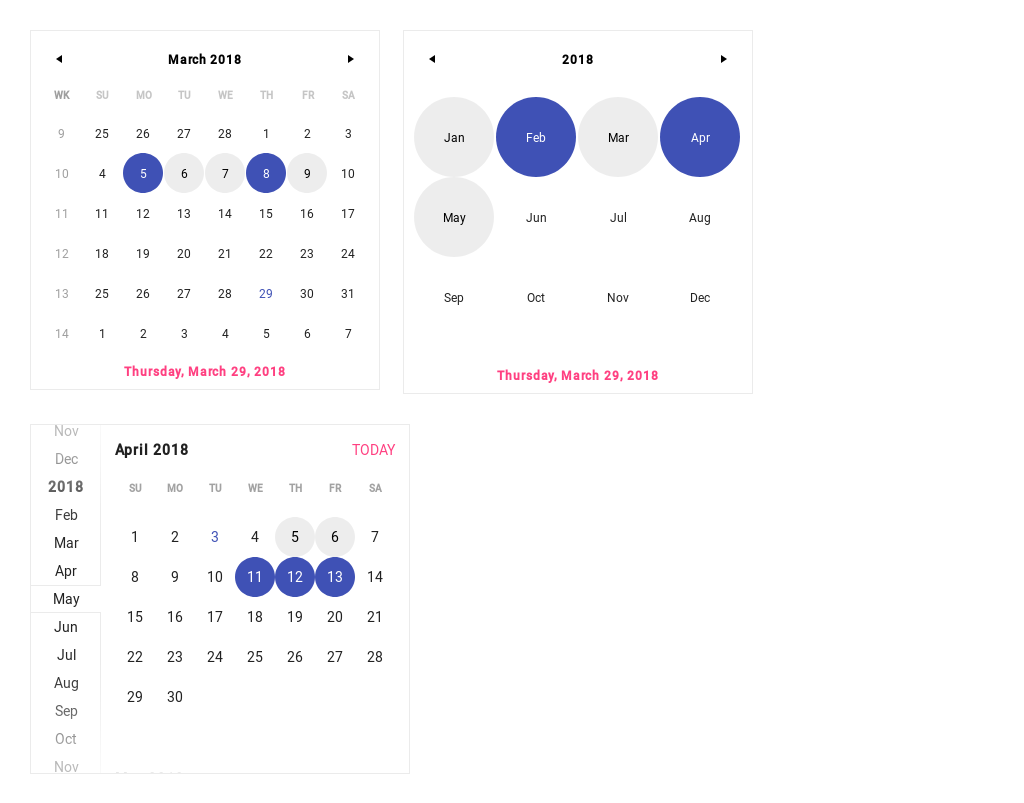 March 2018
WK SU MO TU WE TH FR SA
9 25 26 27 28 1 2 3
10 4 5 6 7 8 9 10
11 11 12 13 14 15 16 17
12 18 19 20 21 22 23 24
13 25 26 27 28 29 30 31
14 1 2 3 4 5 6 7
Thursday, March 29, 2018
2018
Jan Feb Mar Apr
May Jun Jul Aug
Sep Oct Nov Dec
Thursday, March 29, 2018
Nov
Dec
2018
Feb
Mar
Apr
May
Jun
Jul
Aug
Sep
Oct
Nov
April 2018 TODAY
SU MO TU WE TH FR SA
1 2 3 4 5 6 7
8 9 10 11 12 13 14
15 16 17 18 19 20 21
22 23 24 25 26 27 28
29 30